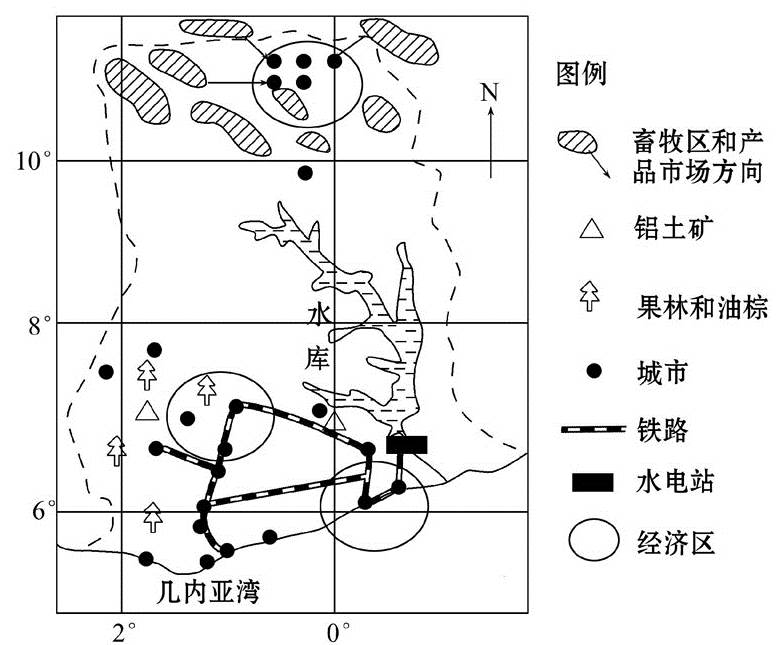 N
10°
8°
6°
2°
0°
水
库
几内亚湾
图例
畜牧区和产
品市场方向
铝土矿
果林和油棕
城市
铁路
水电站
经济区